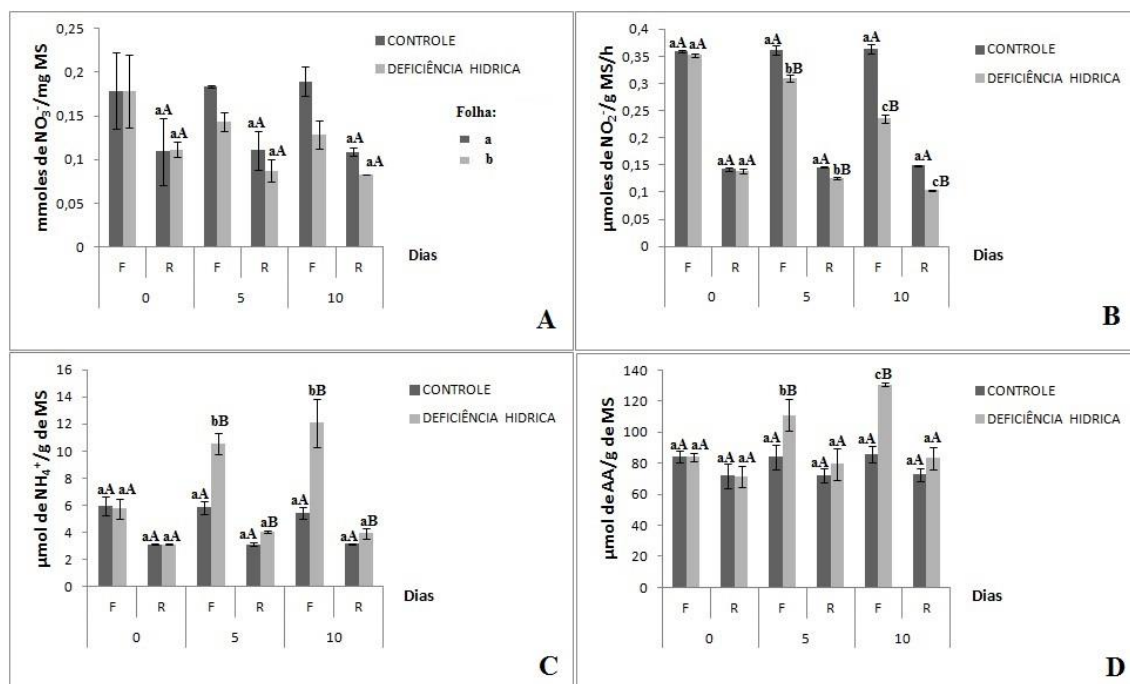 mmoles de NO₃⁻/mg MS
0,25
0,2
0,15
0,1
0,05
0
aA
aA
aA
aA
aA
aA
F R F R F R
0 5 10
Dias
CONTROLE
DEFICIÊNCIA HIDRICA
Folha:
a
b
A
μmoles de NO₂⁻/g MS/h
0,4
0,35
0,3
0,25
0,2
0,15
0,1
0,05
0
aA aA
aA aA
aA
bB
aA
bB
aA
cB
aA
cB
F R F R F R
0 5 10
Dias
CONTROLE
DEFICIÊNCIA HIDRICA
B
μmol de NH₄⁺/g de MS
16
14
12
10
8
6
4
2
0
aA aA
aA aA
aA
bB
aA
aB
aA
bB
aA
aB
F R F R F R
0 5 10
Dias
CONTROLE
DEFICIÊNCIA HIDRICA
C
μmol de AA/g de MS
140
120
100
80
60
40
20
0
aA aA
aA aA
aA
bB
aA
aA
aA
cB
aA
aA
F R F R F R
0 5 10
Dias
CONTROLE
DEFICIÊNCIA HIDRICA
D